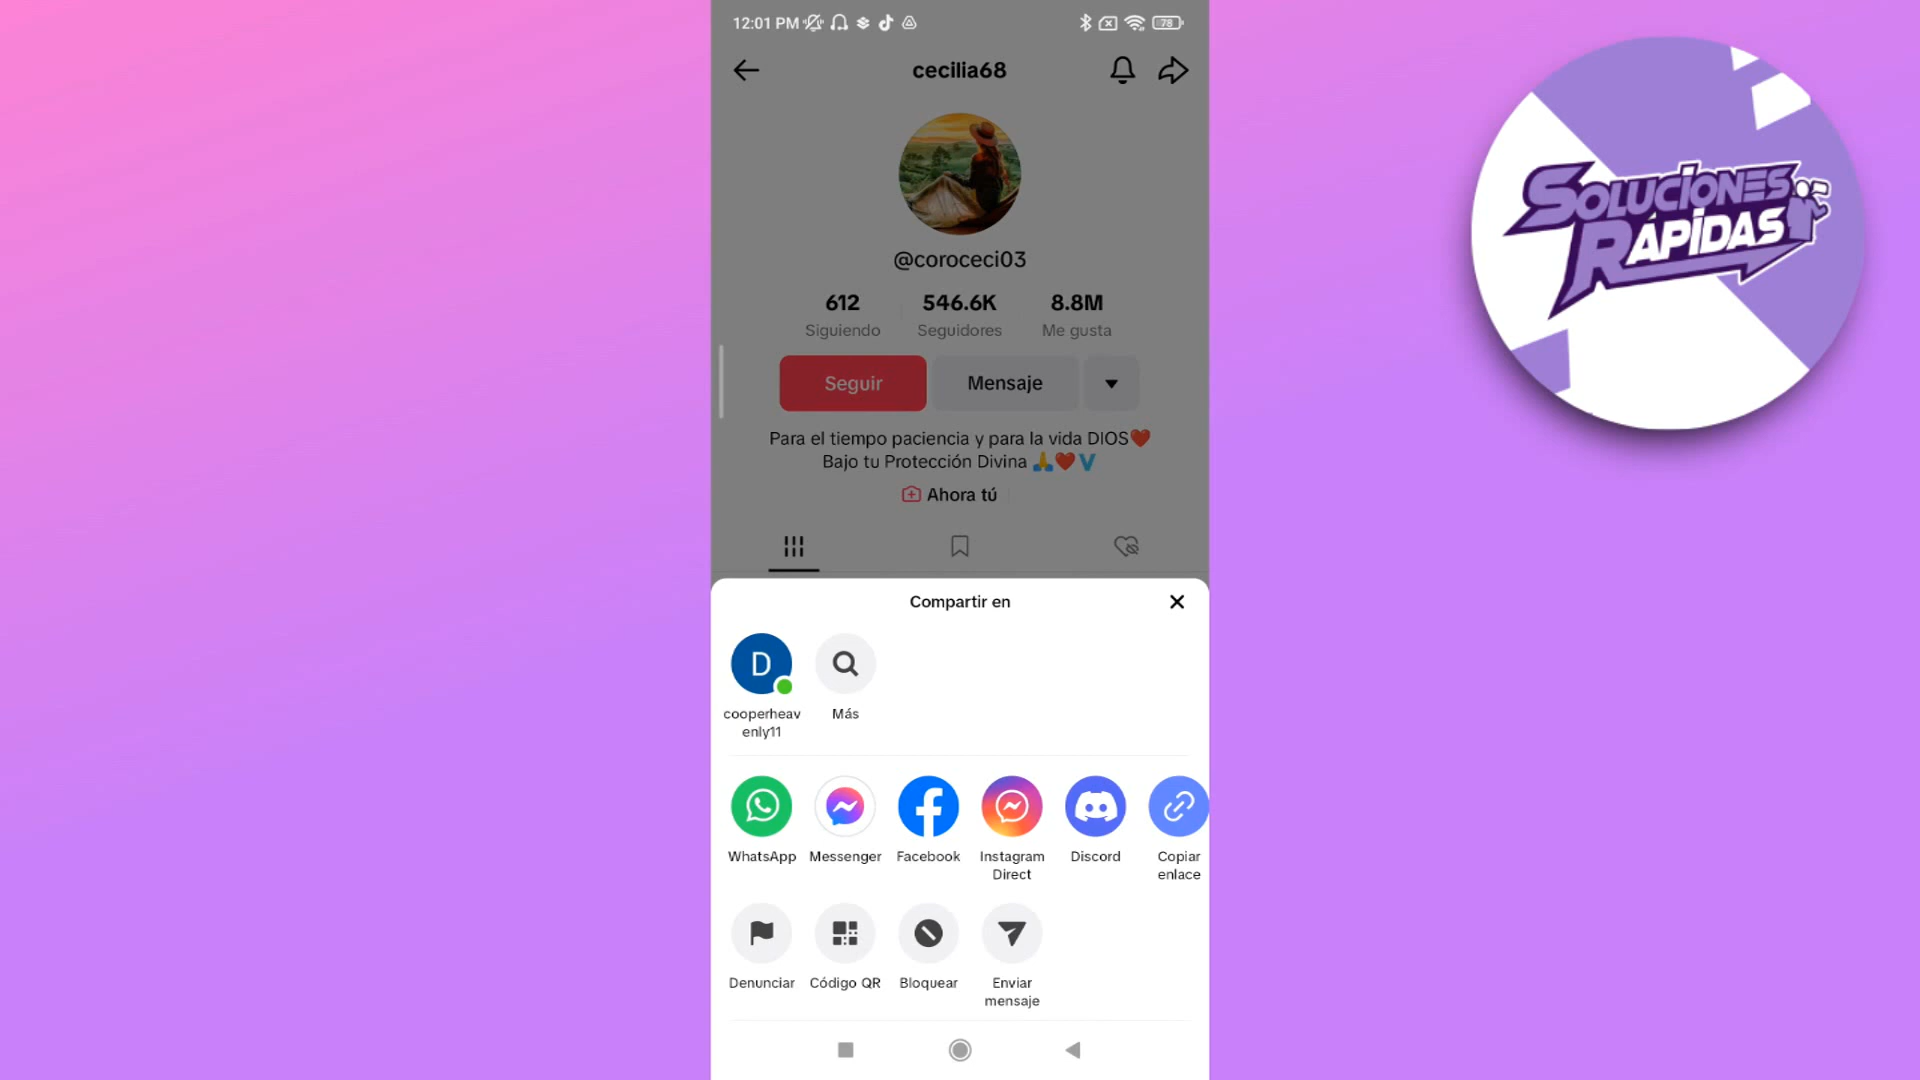 12:01 PM
78
cecilia68
SOLUCIONES
RÁPIDAS
@coroceci03
612
546.6K
8.8M
Siguiendo
Seguidores
Me gusta
Seguir
Mensaje
Para el tiempo paciencia y para la vida DIOS❤️
Bajo tu Protección Divina 🙏❤️V
Ahora tú
Compartir en
D
cooperheav
enly11
Más
WhatsApp
Messenger
Facebook
Instagram
Direct
Discord
Copiar
enlace
Denunciar
Código QR
Bloquear
Enviar
mensaje